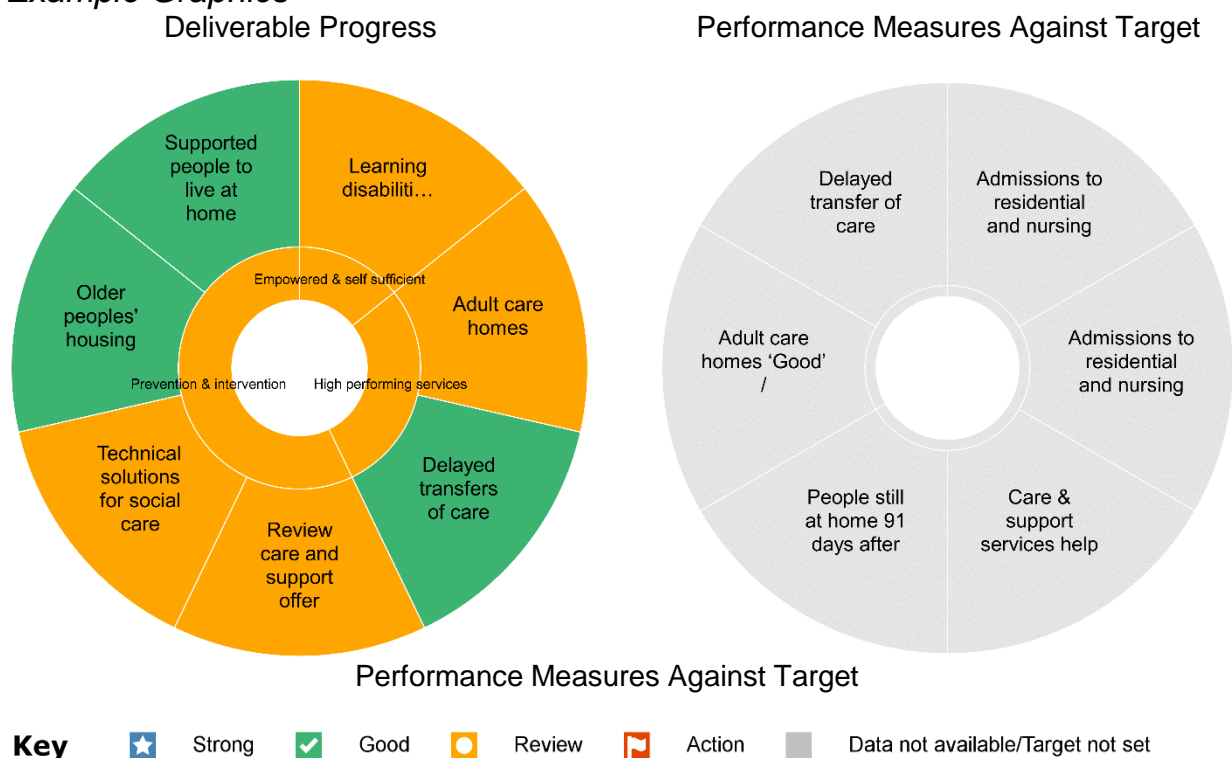 Example Graphics
Deliverable Progress
Performance Measures Against Target
Supported
people to
live at
home
Learning
disabiliti…
Older
peoples'
housing
Empowered & self sufficient
Adult care
homes
Prevention & intervention
High performing services
Technical
solutions
for social
care
Review
care and
support
offer
Delayed
transfers
of care
Delayed
transfer of
care
Admissions to
residential
and nursing
Adult care
homes ‘Good’
/
Admissions to
residential
and nursing
People still
at home 91
days after
Care &
support
services help
Performance Measures Against Target
Key Strong Good Review Action Data not available/Target not set